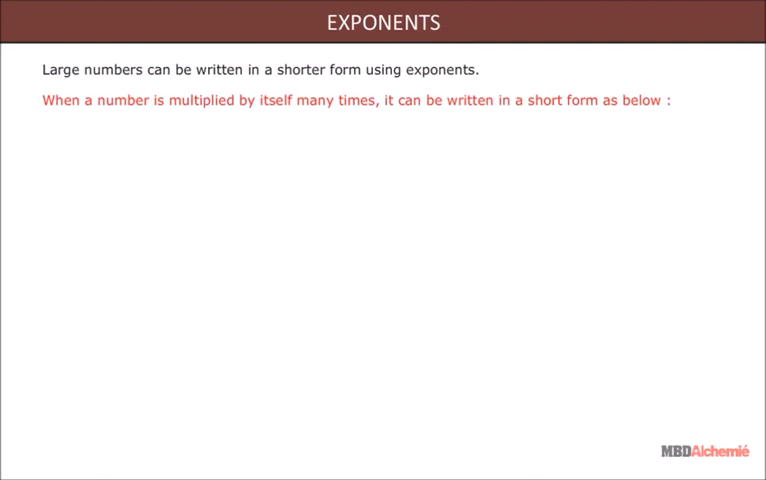 EXPONENTS
Large numbers can be written in a shorter form using exponents.
When a number is multiplied by itself many times, it can be written in a short form as below :
MBDAlchemié